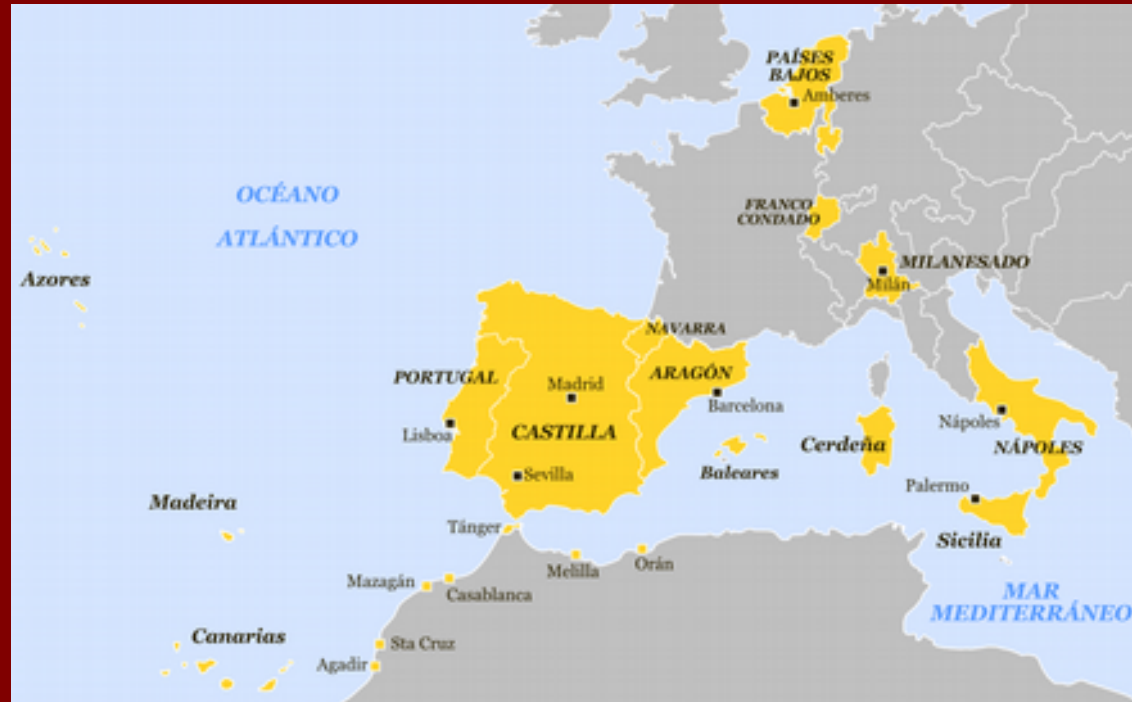 PAÍSES
BAJOS
Amberes
OCÉANO
ATLÁNTICO
FRANCO
CONDADO
MILANESADO
Milán
Azores
NAVARRA
PORTUGAL
Madrid
ARAGÓN
Barcelona
Lisboa
CASTILLA
Nápoles
Cerdeña
NÁPOLES
Sevilla
Baleares
Palermo
Madeira
Tánger
Sicilia
Melilla
Orán
Mazagán
Casablanca
MAR
MEDITERRÁNEO
Canarias
Sta Cruz
Agadir